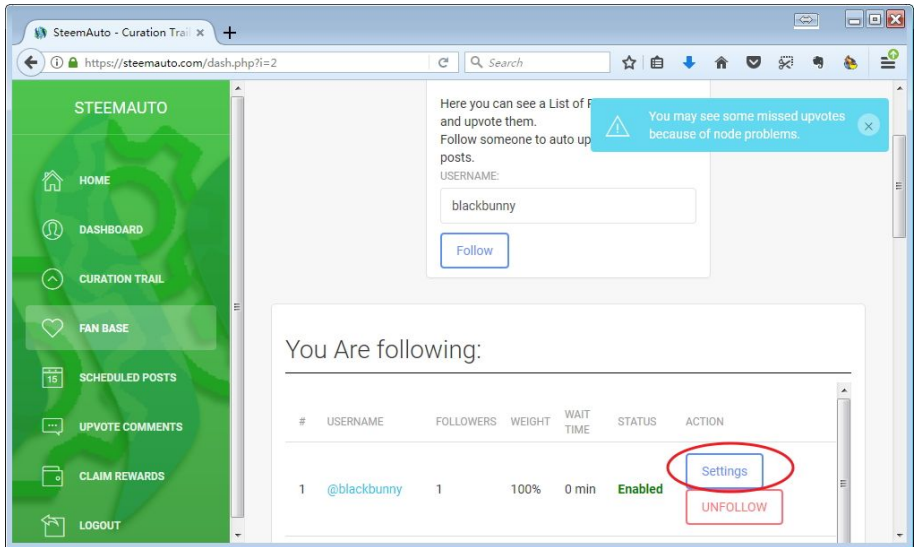 SteemAuto - Curation Trail
https://steemauto.com/dash.php?i=2
Search
STEEMAUTO
HOME
DASHBOARD
CURATION TRAIL
FAN BASE
15
SCHEDULED POSTS
UPVOTE COMMENTS
CLAIM REWARDS
LOGOUT
Here you can see a List of
and upvote them.
Follow someone to auto up
posts.
USERNAME:
blackbunny
Follow
You may see some missed upvotes
because of node problems.
You Are following:
# USERNAME FOLLOWERS WEIGHT WAIT TIME STATUS ACTION
1 @blackbunny 1 100% 0 min Enabled Settings
UNFOLLOW